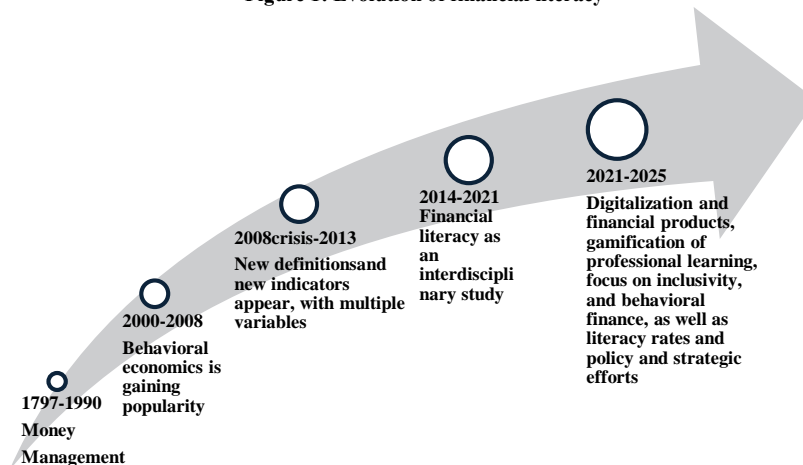 Figure 1. Evolution of financial literacy
1797-1990
Money
Management
2000-2008
Behavioral
economics is
gaining
popularity
2008crisis-2013
New definitionsand
new indicators
appear, with multiple
variables
2014-2021
Financial
literacy as
an
interdiscipli
nary study
2021-2025
Digitalization and
financial products,
gamification of
professional learning,
focus on inclusivity,
and behavioral
finance, as well as
literacy rates and
policy and strategic
efforts